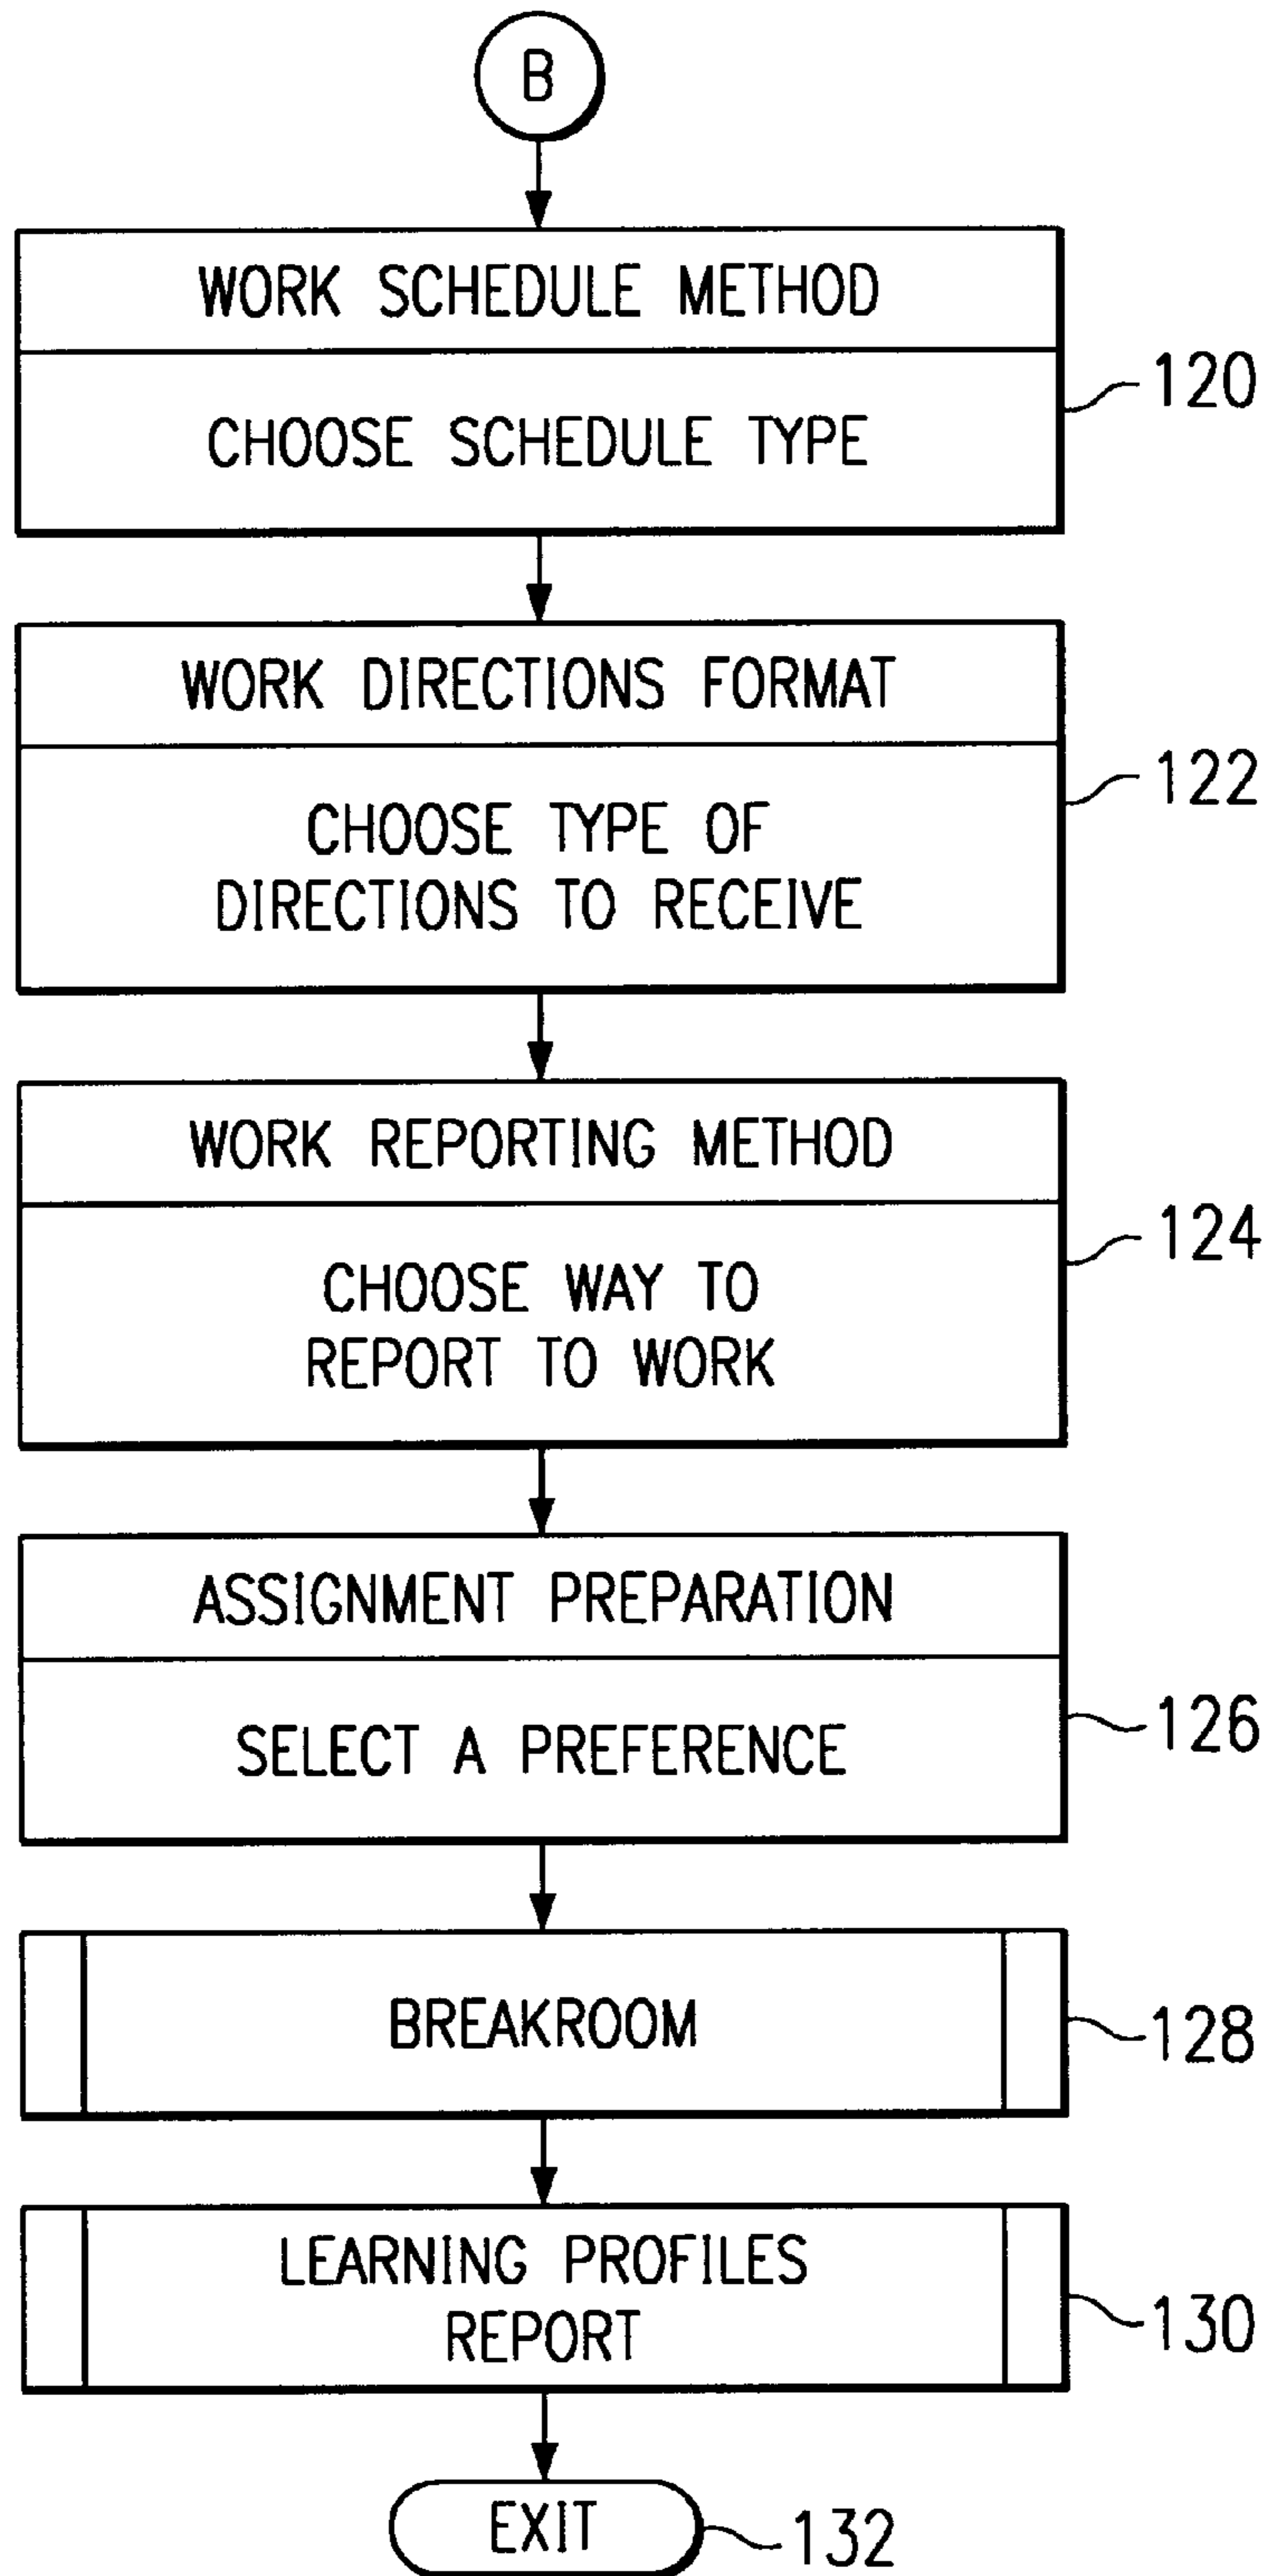 B
WORK SCHEDULE METHOD
CHOOSE SCHEDULE TYPE
120
WORK DIRECTIONS FORMAT
CHOOSE TYPE OF
DIRECTIONS TO RECEIVE
122
WORK REPORTING METHOD
CHOOSE WAY TO
REPORT TO WORK
124
ASSIGNMENT PREPARATION
SELECT A PREFERENCE
126
BREAKROOM
128
LEARNING PROFILES
REPORT
130
EXIT
132